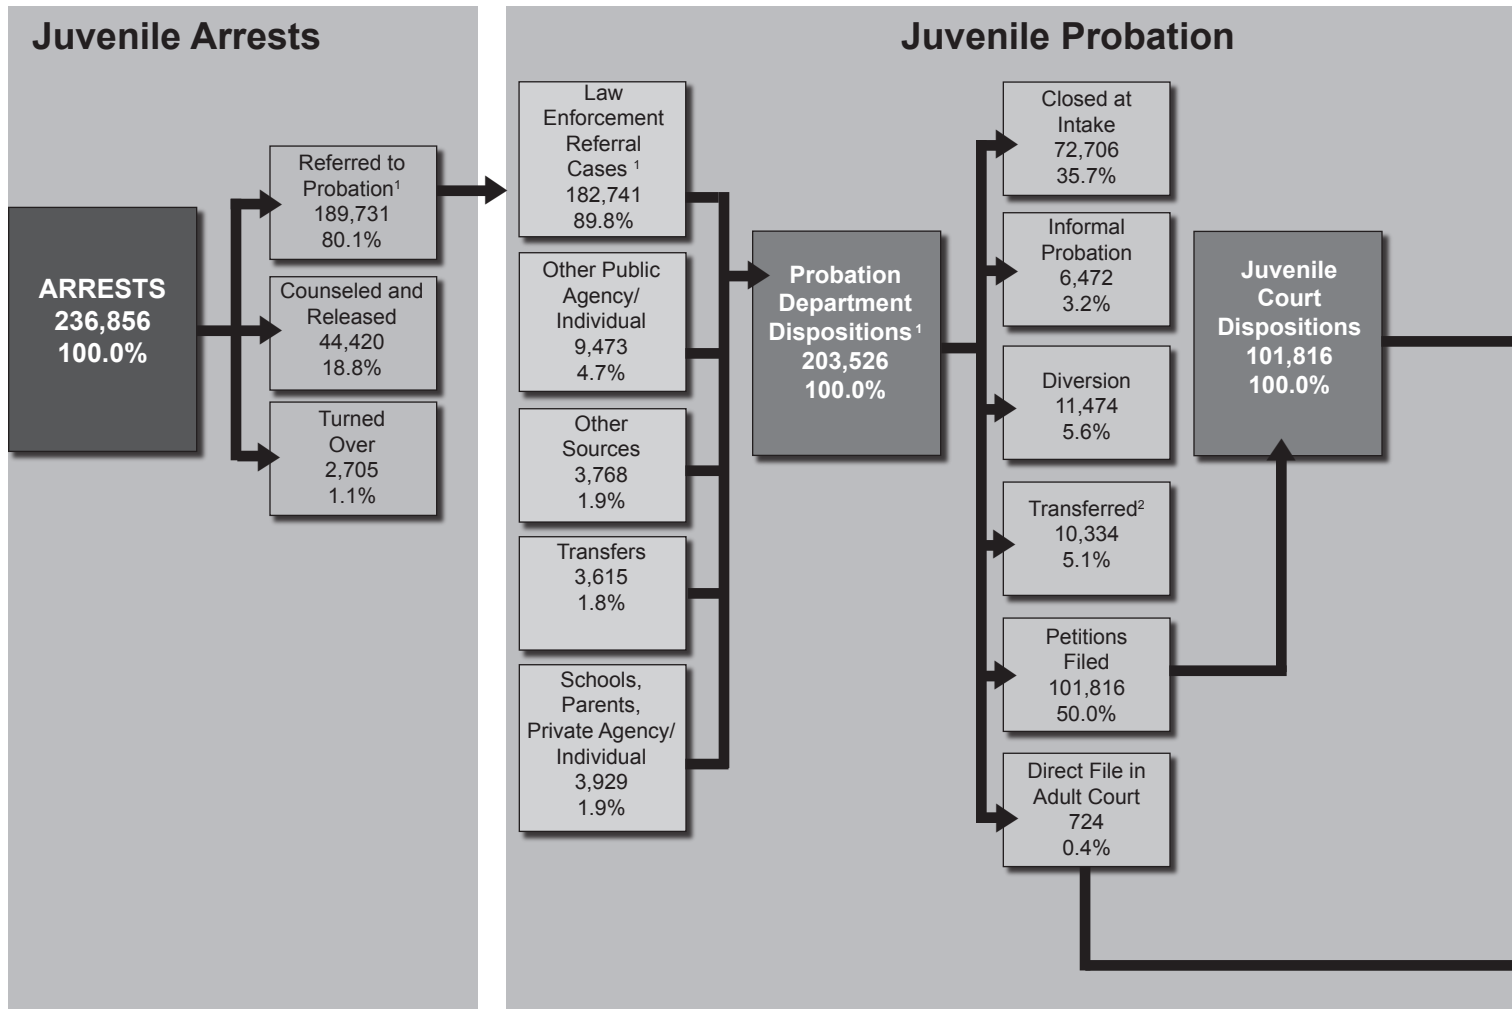 Juvenile Arrests
ARRESTS
236,856
100.0%
Referred to
Probation¹
189,731
80.1%
Counseled and
Released
44,420
18.8%
Turned
Over
2,705
1.1%
Juvenile Probation
Law
Enforcement
Referral
Cases ¹
182,741
89.8%
Other Public
Agency/
Individual
9,473
4.7%
Other
Sources
3,768
1.9%
Transfers
3,615
1.8%
Schools,
Parents,
Private Agency/
Individual
3,929
1.9%
Probation
Department
Dispositions ¹
203,526
100.0%
Closed at
Intake
72,706
35.7%
Informal
Probation
6,472
3.2%
Diversion
11,474
5.6%
Transferred²
10,334
5.1%
Petitions
Filed
101,816
50.0%
Direct File in
Adult Court
724
0.4%
Juvenile
Court
Dispositions
101,816
100.0%